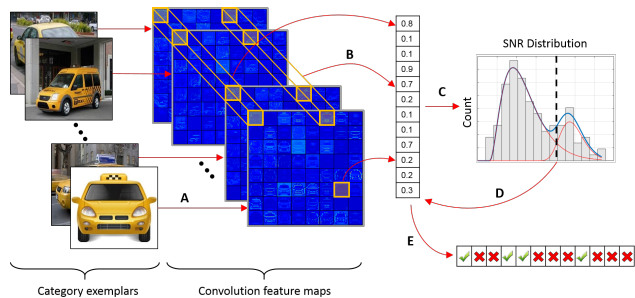 A
B
C
D
E
0.8
0.1
0.1
0.9
0.7
0.2
0.1
0.1
0.7
0.2
0.2
0.3
SNR Distribution
Count
Category exemplars
Convolution feature maps